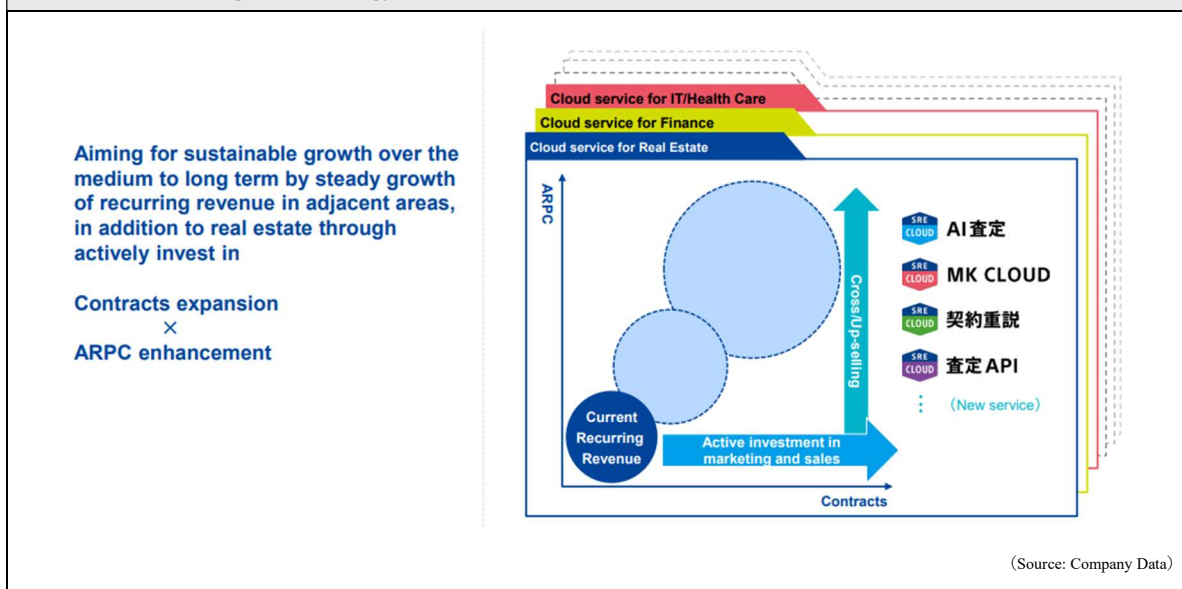 Aiming for sustainable growth over the
medium to long term by steady growth
of recurring revenue in adjacent areas,
in addition to real estate through
actively invest in
Contracts expansion
×
ARPC enhancement
Cloud service for IT/Health Care
Cloud service for Finance
Cloud service for Real Estate
ARPC
Cross/Up-selling
Current
Recurring
Revenue
Active investment in
marketing and sales
Contracts
SRE
CLOUD
AI査定
SRE
CLOUD
MK CLOUD
SRE
CLOUD
契約重説
SRE
CLOUD
査定API
⋮
（New service）
（Source: Company Data）